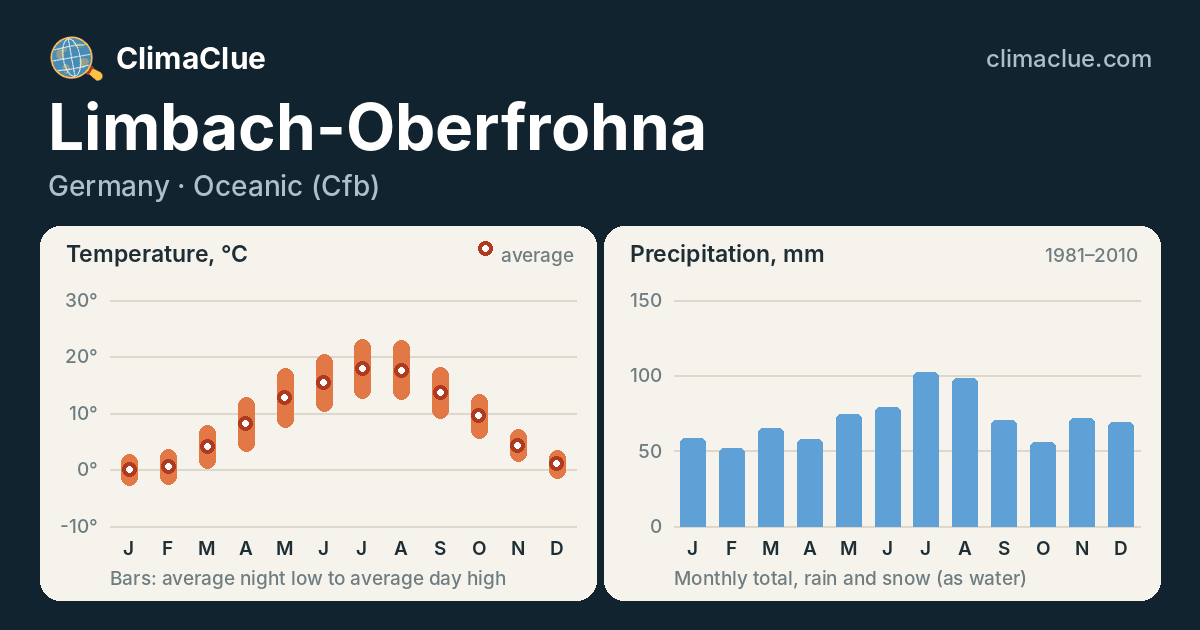 ClimaClue
climaclue.com
Limbach-Oberfrohna
Germany · Oceanic (Cfb)
Temperature, °C
average
30°
20°
10°
0°
-10°
J F M A M J J A S O N D
Bars: average night low to average day high
Precipitation, mm
1981–2010
150
100
50
0
J F M A M J J A S O N D
Monthly total, rain and snow (as water)